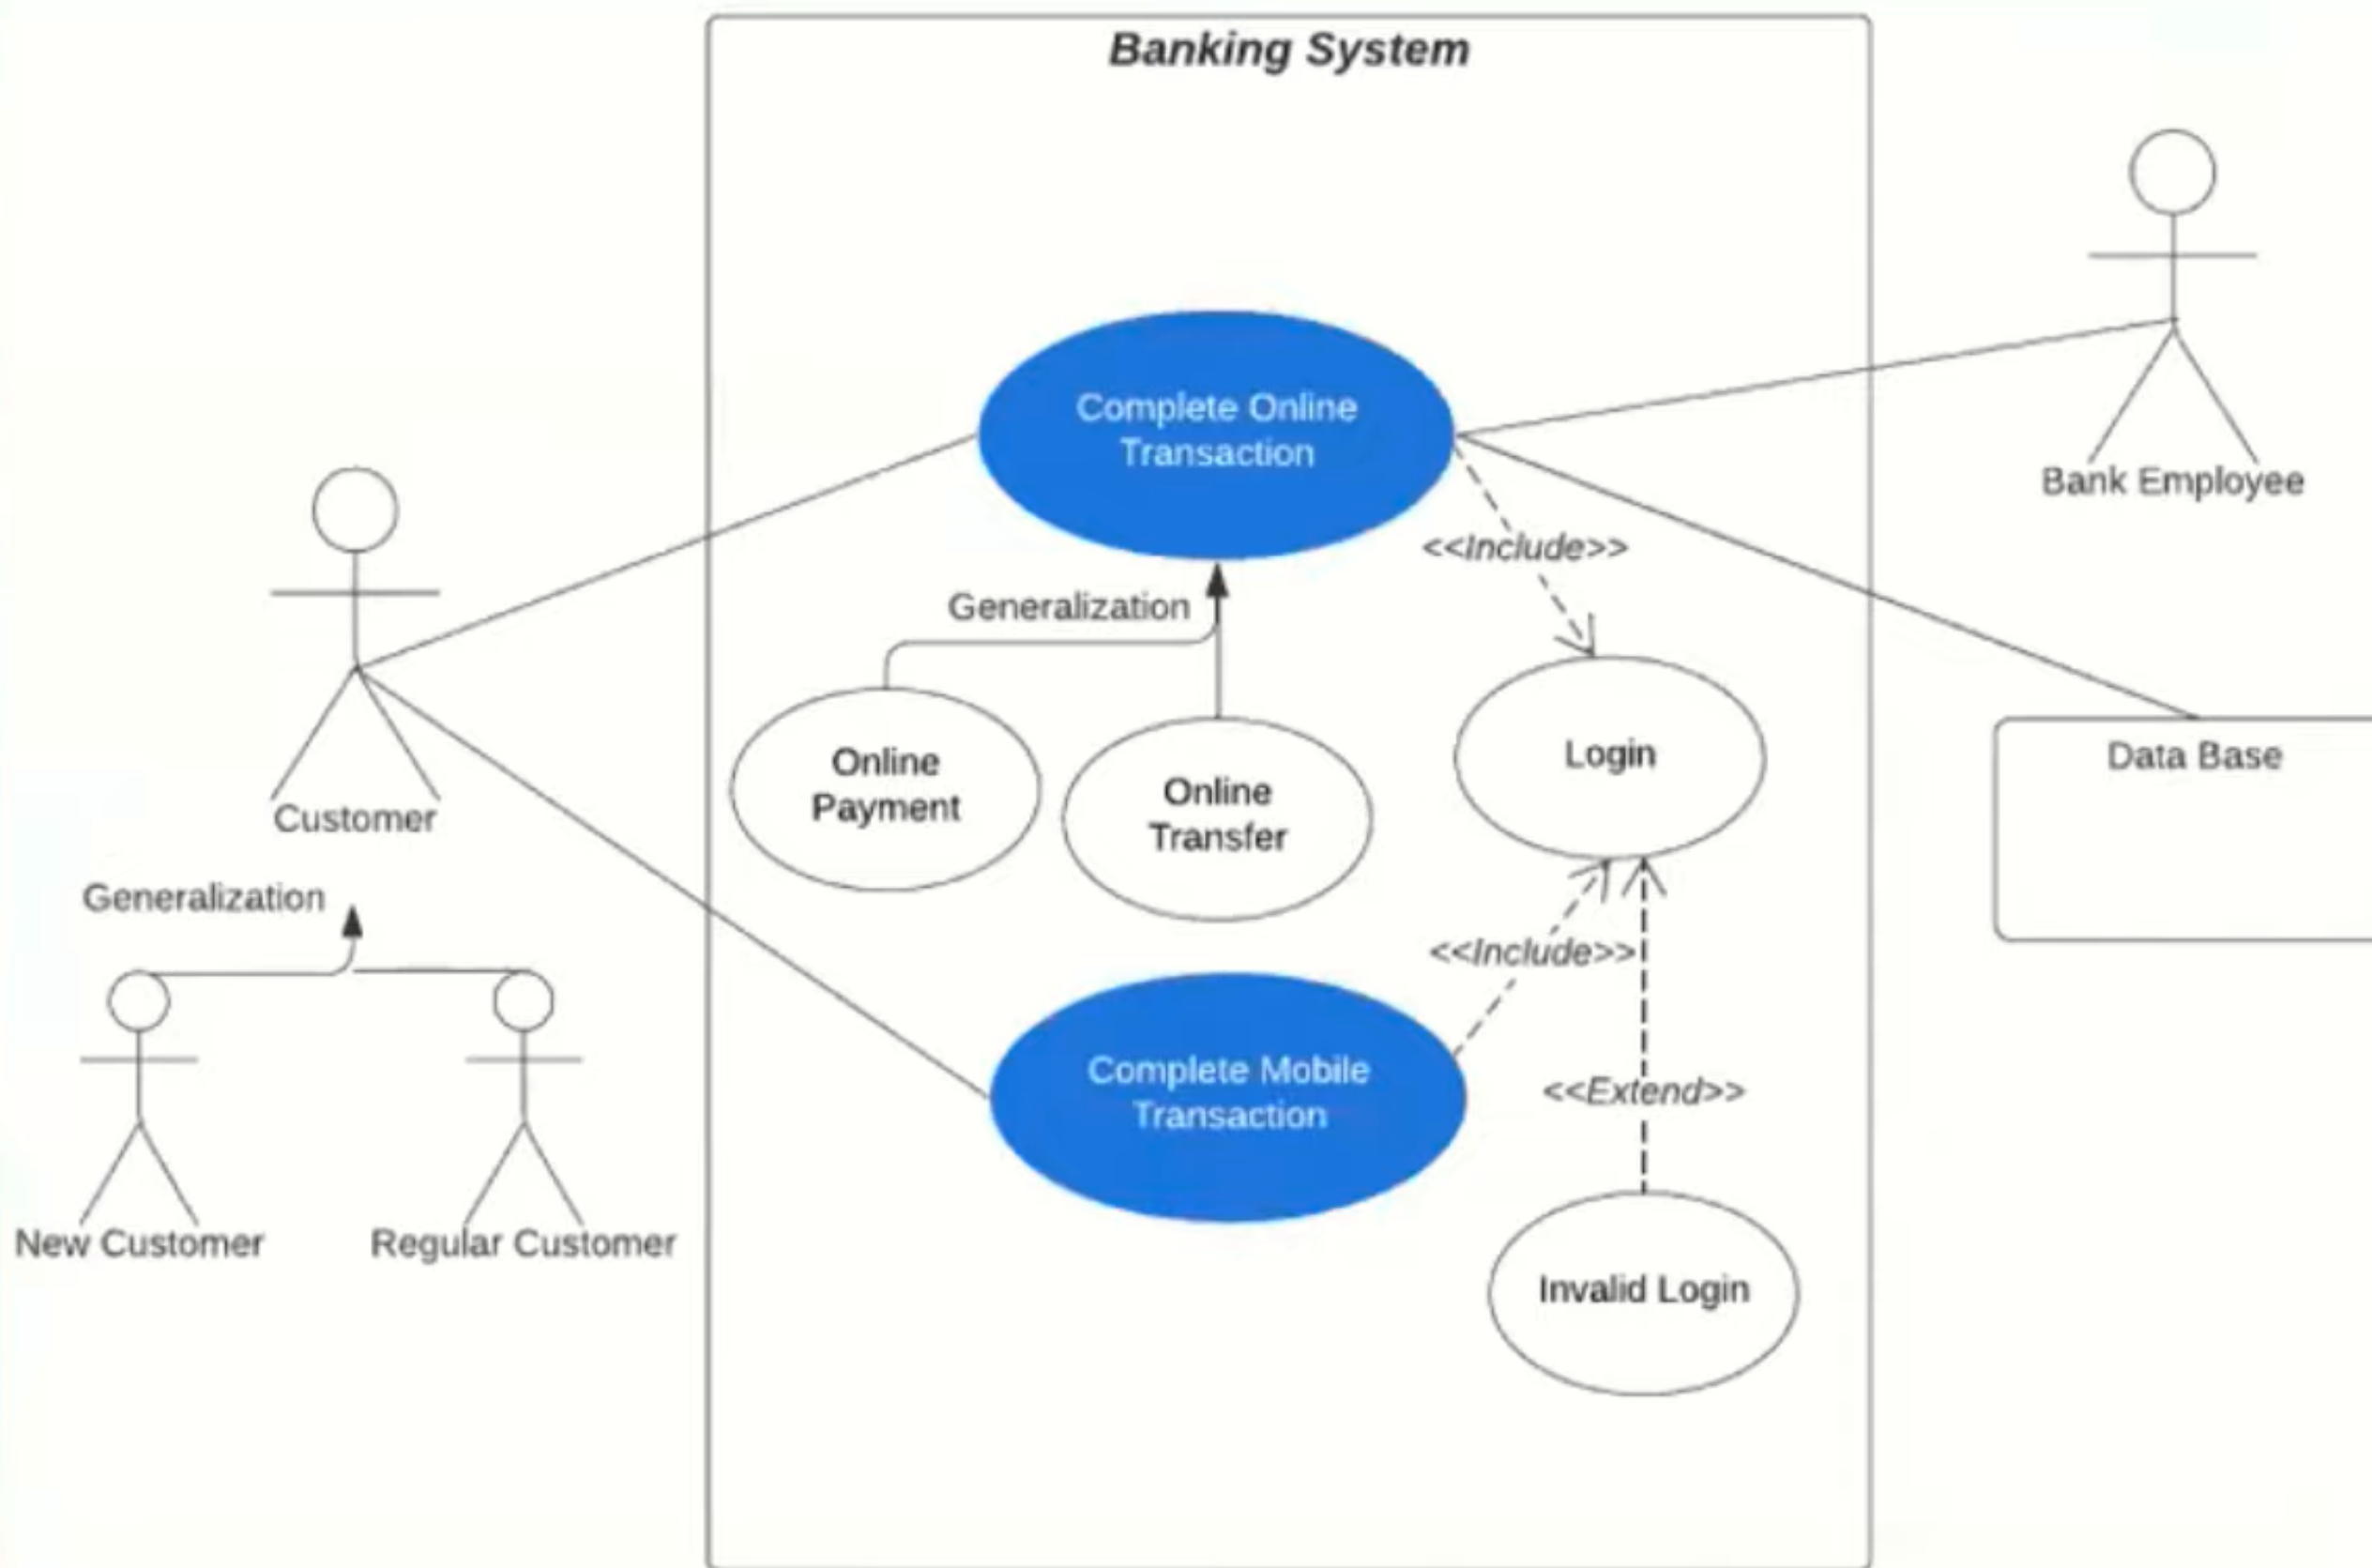 Banking System
Complete Online
Transaction
Bank Employee
<<Include>>
Generalization
Online
Payment
Online
Transfer
Login
Data Base
Customer
Generalization
<<Include>>
Complete Mobile
Transaction
<<Extend>>
New Customer
Regular Customer
Invalid Login